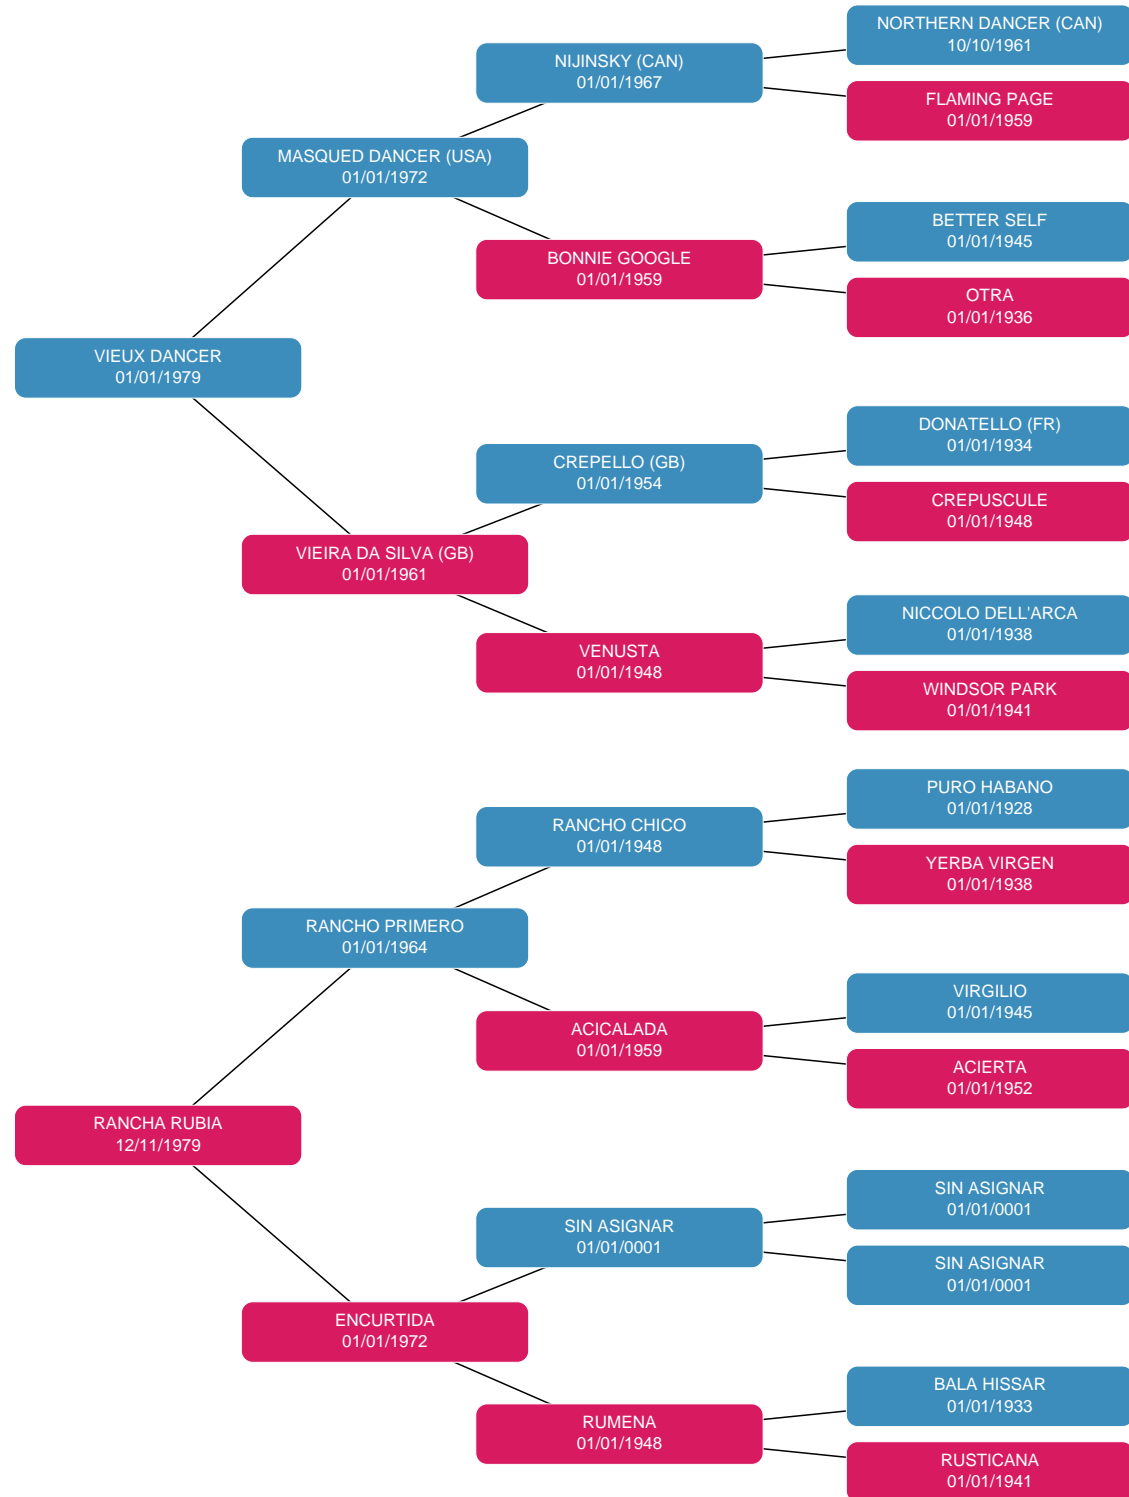 NORTHERN DANCER (CAN)
10/10/1961
NIJINSKY (CAN)
01/01/1967
FLAMING PAGE
01/01/1959
MASQUED DANCER (USA)
01/01/1972
BETTER SELF
01/01/1945
BONNIE GOOGLE
01/01/1959
OTRA
01/01/1936
VIEUX DANCER
01/01/1979
DONATELLO (FR)
01/01/1934
CREPELLO (GB)
01/01/1954
CREPUSCULE
01/01/1948
VIEIRA DA SILVA (GB)
01/01/1961
NICCOLO DELL'ARCA
01/01/1938
VENUSTA
01/01/1948
WINDSOR PARK
01/01/1941
PURO HABANO
01/01/1928
RANCHO CHICO
01/01/1948
YERBA VIRGEN
01/01/1938
RANCHO PRIMERO
01/01/1964
VIRGILIO
01/01/1945
ACICALADA
01/01/1959
ACIERTA
01/01/1952
RANCHA RUBIA
12/11/1979
SIN ASIGNAR
01/01/0001
SIN ASIGNAR
01/01/0001
SIN ASIGNAR
01/01/0001
ENCURTIDA
01/01/1972
BALA HISSAR
01/01/1933
RUMENA
01/01/1948
RUSTICANA
01/01/1941